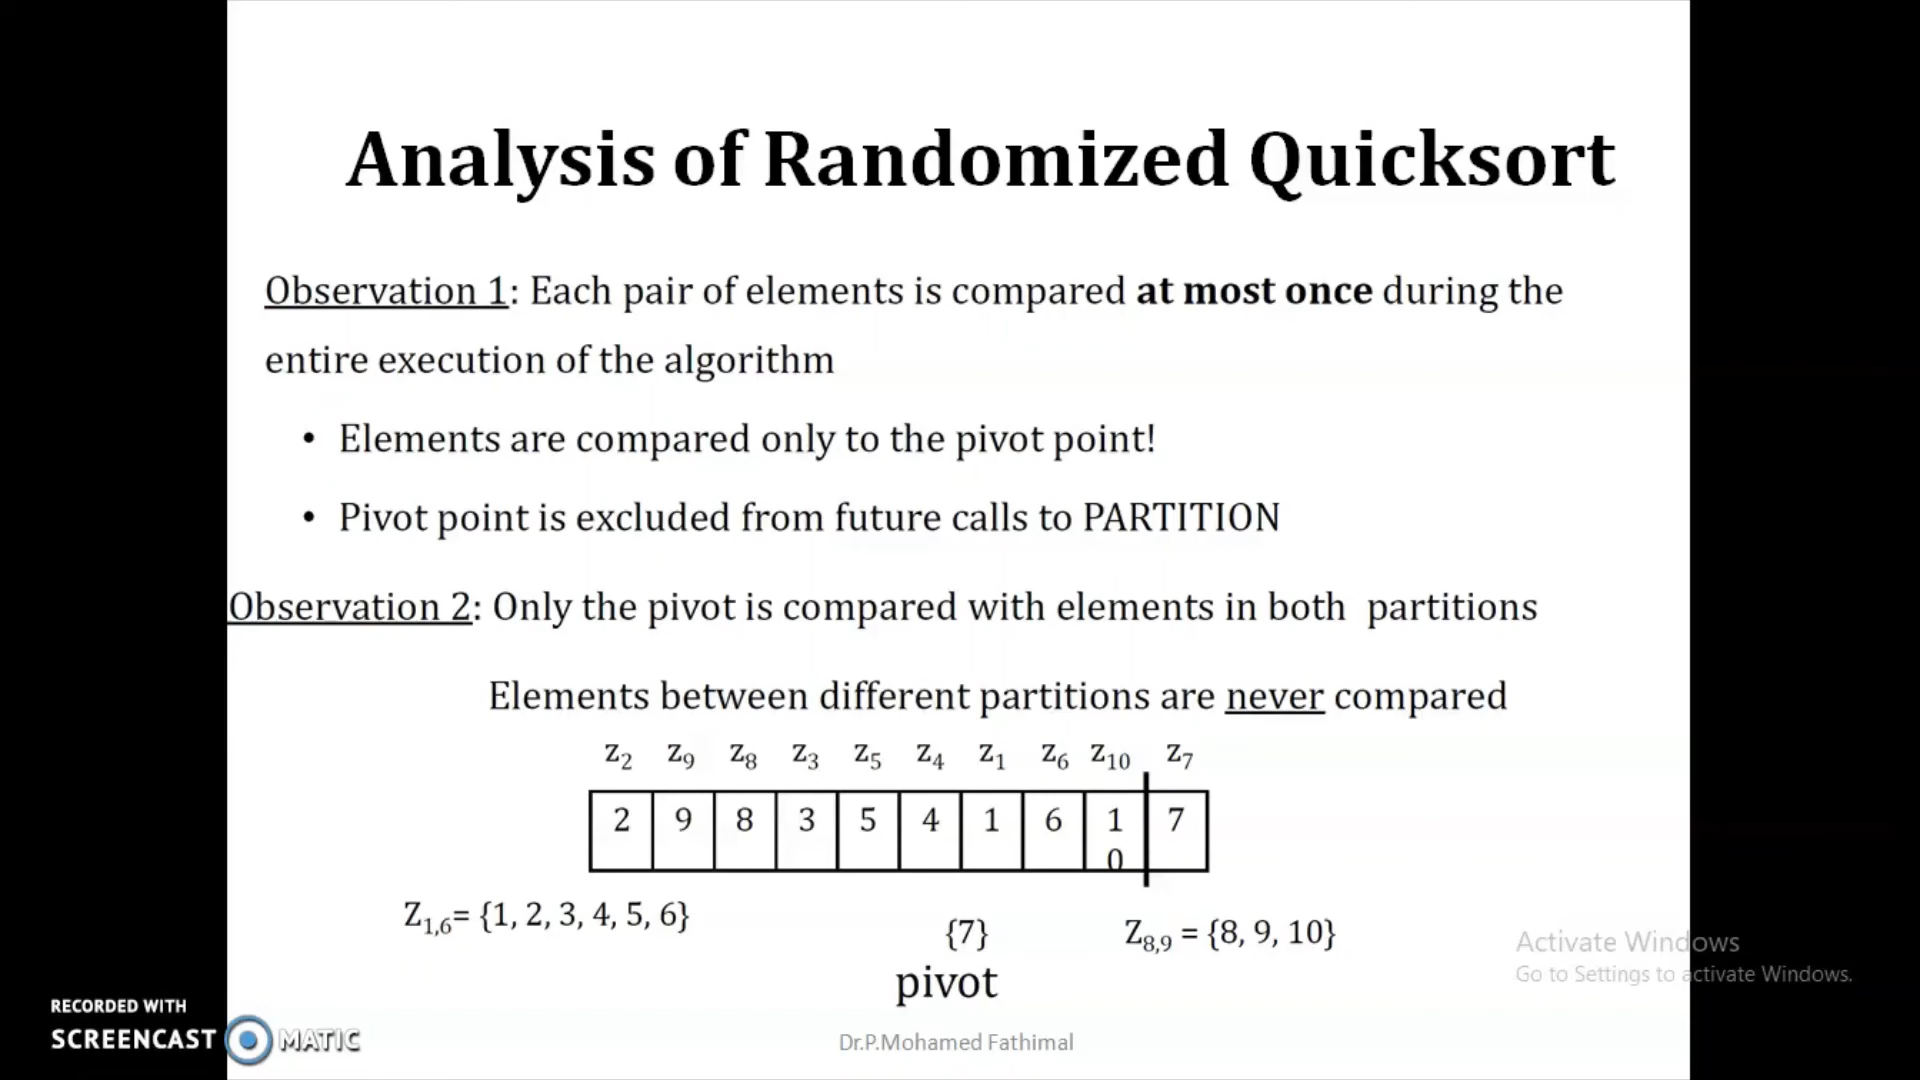 Analysis of Randomized Quicksort
Observation 1: Each pair of elements is compared at most once during the
entire execution of the algorithm
• Elements are compared only to the pivot point!
• Pivot point is excluded from future calls to PARTITION
Observation 2: Only the pivot is compared with elements in both partitions
Elements between different partitions are never compared
z2 z9 z8 z3 z5 z4 z1 z6 z10 z7
2 9 8 3 5 4 1 6 10 7
Z1,6= {1, 2, 3, 4, 5, 6}
{7}
Z8,9 = {8, 9, 10}
pivot
Activate Windows
Go to Settings to activate Windows.
RECORDED WITH
SCREENCAST MATIC
Dr.P.Mohamed Fathimal